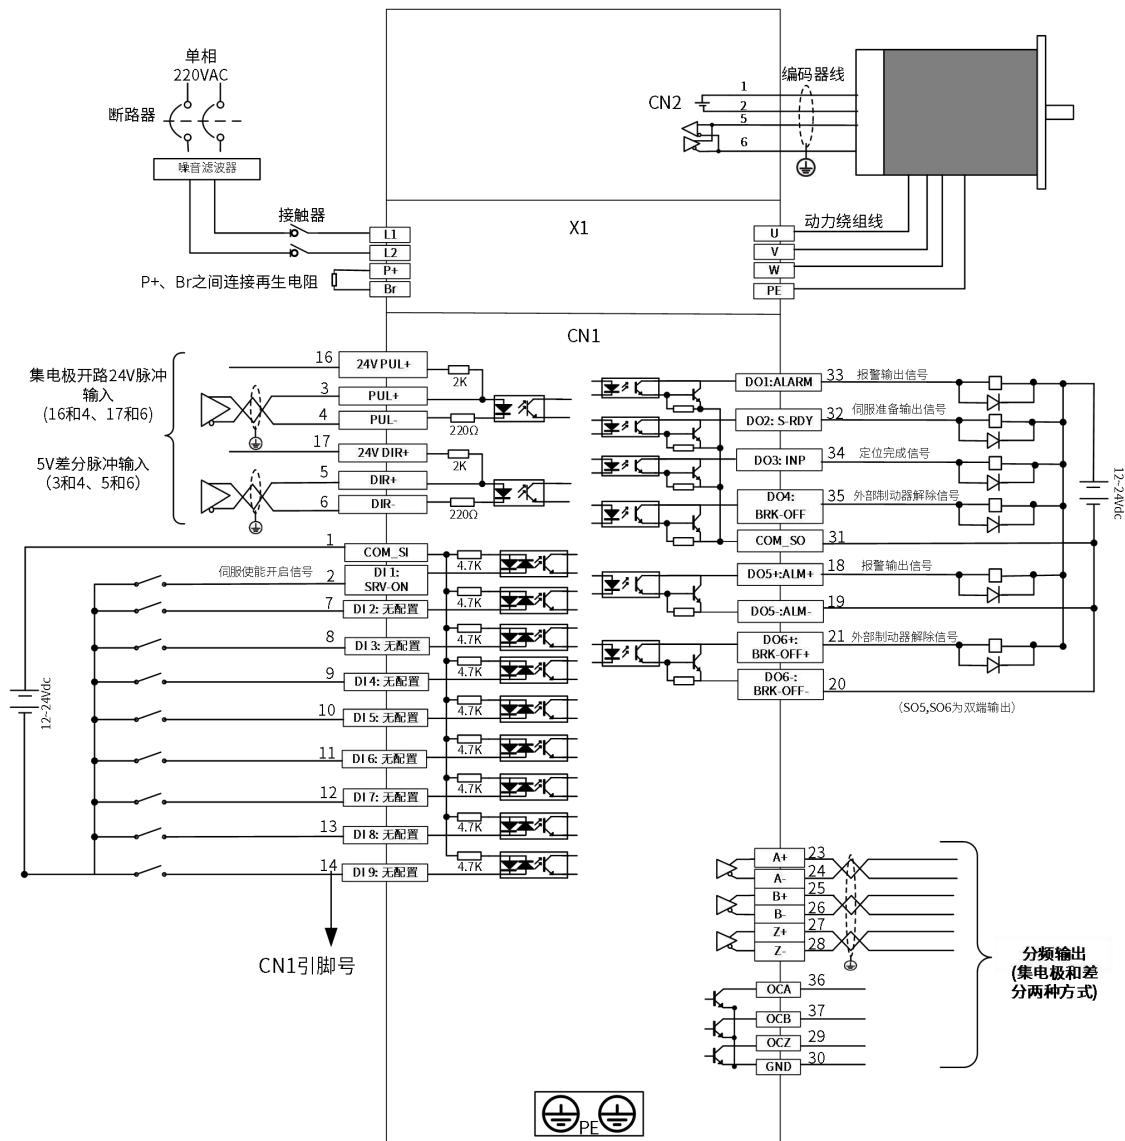 单相
220VAC
断路器
噪音滤波器
接触器
L1
L2
P+
Br
P+、Br之间连接再生电阻
X1
CN2
1
2
5
6
编码器线
动力绕组线
U
V
W
PE
CN1
集电极开路24V脉冲
输入
(16和4、17和6)
5V差分脉冲输入
（3和4、5和6）
16
24V PUL+
2K
3
PUL+
4
PUL-
220Ω
17
24V DIR+
2K
5
DIR+
6
DIR-
220Ω
1
COM_SI
4.7K
伺服使能开启信号
2
DI 1:
SRV-ON
4.7K
7
DI 2: 无配置
4.7K
8
DI 3: 无配置
4.7K
9
DI 4: 无配置
4.7K
10
DI 5: 无配置
4.7K
11
DI 6: 无配置
4.7K
12
DI 7: 无配置
4.7K
13
DI 8: 无配置
4.7K
14
DI 9: 无配置
12~24Vdc
CN1引脚号
DO1:ALARM
33
报警输出信号
DO2: S-RDY
32
伺服准备输出信号
DO3: INP
34
定位完成信号
DO4:
BRK-OFF
35
外部制动器解除信号
COM_SO
31
DO5+:ALM+
18
报警输出信号
DO5-:ALM-
19
DO6+:
BRK-OFF+
21
外部制动器解除信号
DO6-:
BRK-OFF-
20
（SO5,SO6为双端输出）
12~24Vdc
A+
23
A-
24
B+
25
B-
26
Z+
27
Z-
28
OCA
36
OCB
37
OCZ
29
GND
30
分频输出
(集电极和差
分两种方式)
PE